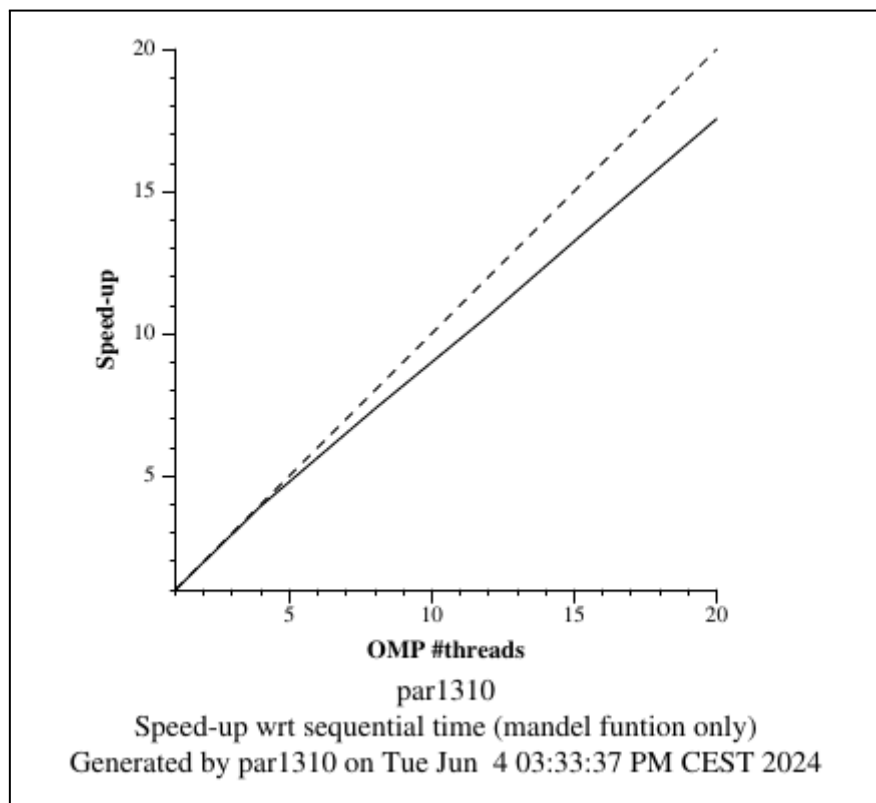 20
15
10
5
Speed-up
5 10 15 20
OMP #threads
par1310
Speed-up wrt sequential time (mandel funtion only)
Generated by par1310 on Tue Jun 4 03:33:37 PM CEST 2024